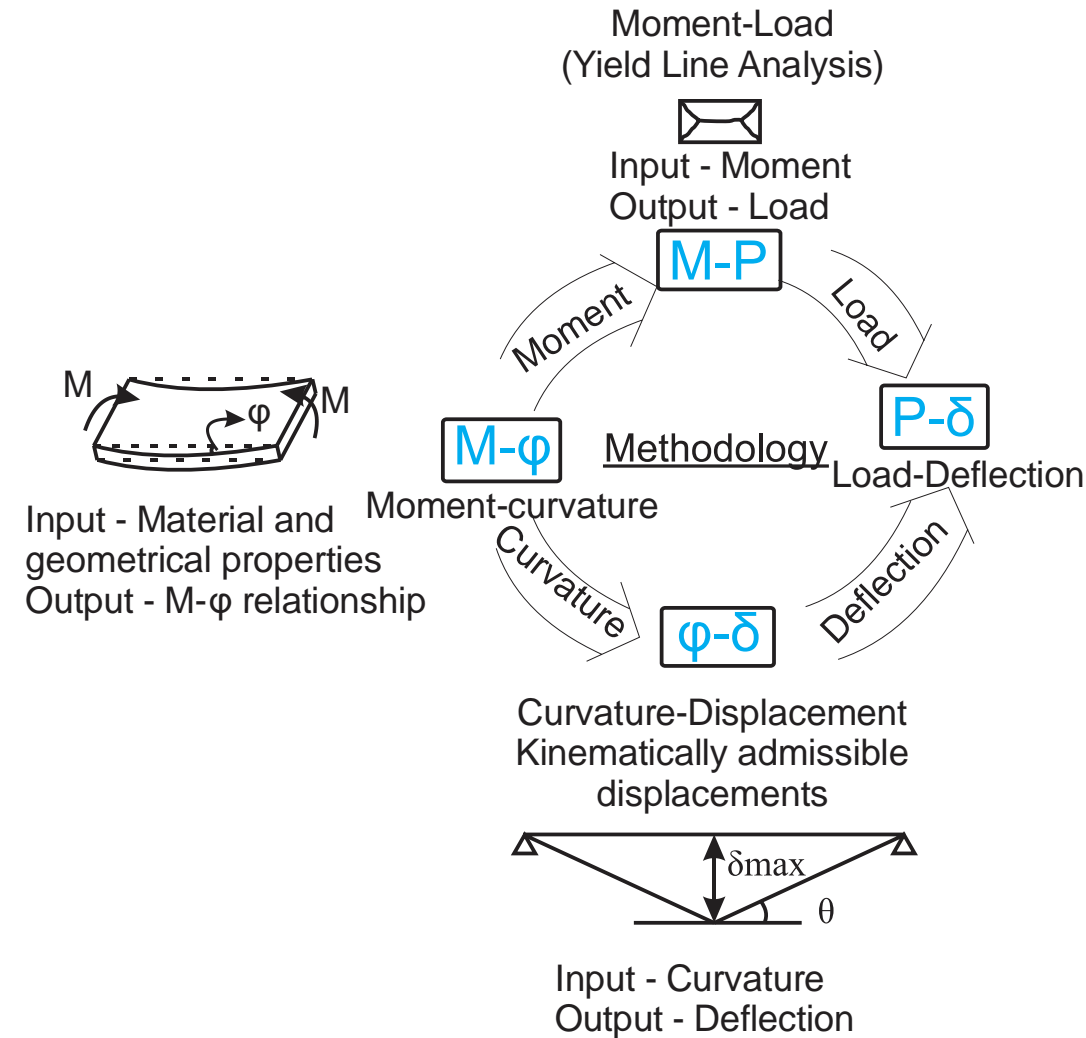 Moment-Load
(Yield Line Analysis)
Input - Moment
Output - Load
M-P
Moment
Load
M
φ
M
M-φ
Methodology
P-δ
Moment-curvature
Load-Deflection
Input - Material and
geometrical properties
Output - M-φ relationship
Curvature
Deflection
φ-δ
Curvature-Displacement
Kinematically admissible
displacements
δmax
θ
Input - Curvature
Output - Deflection